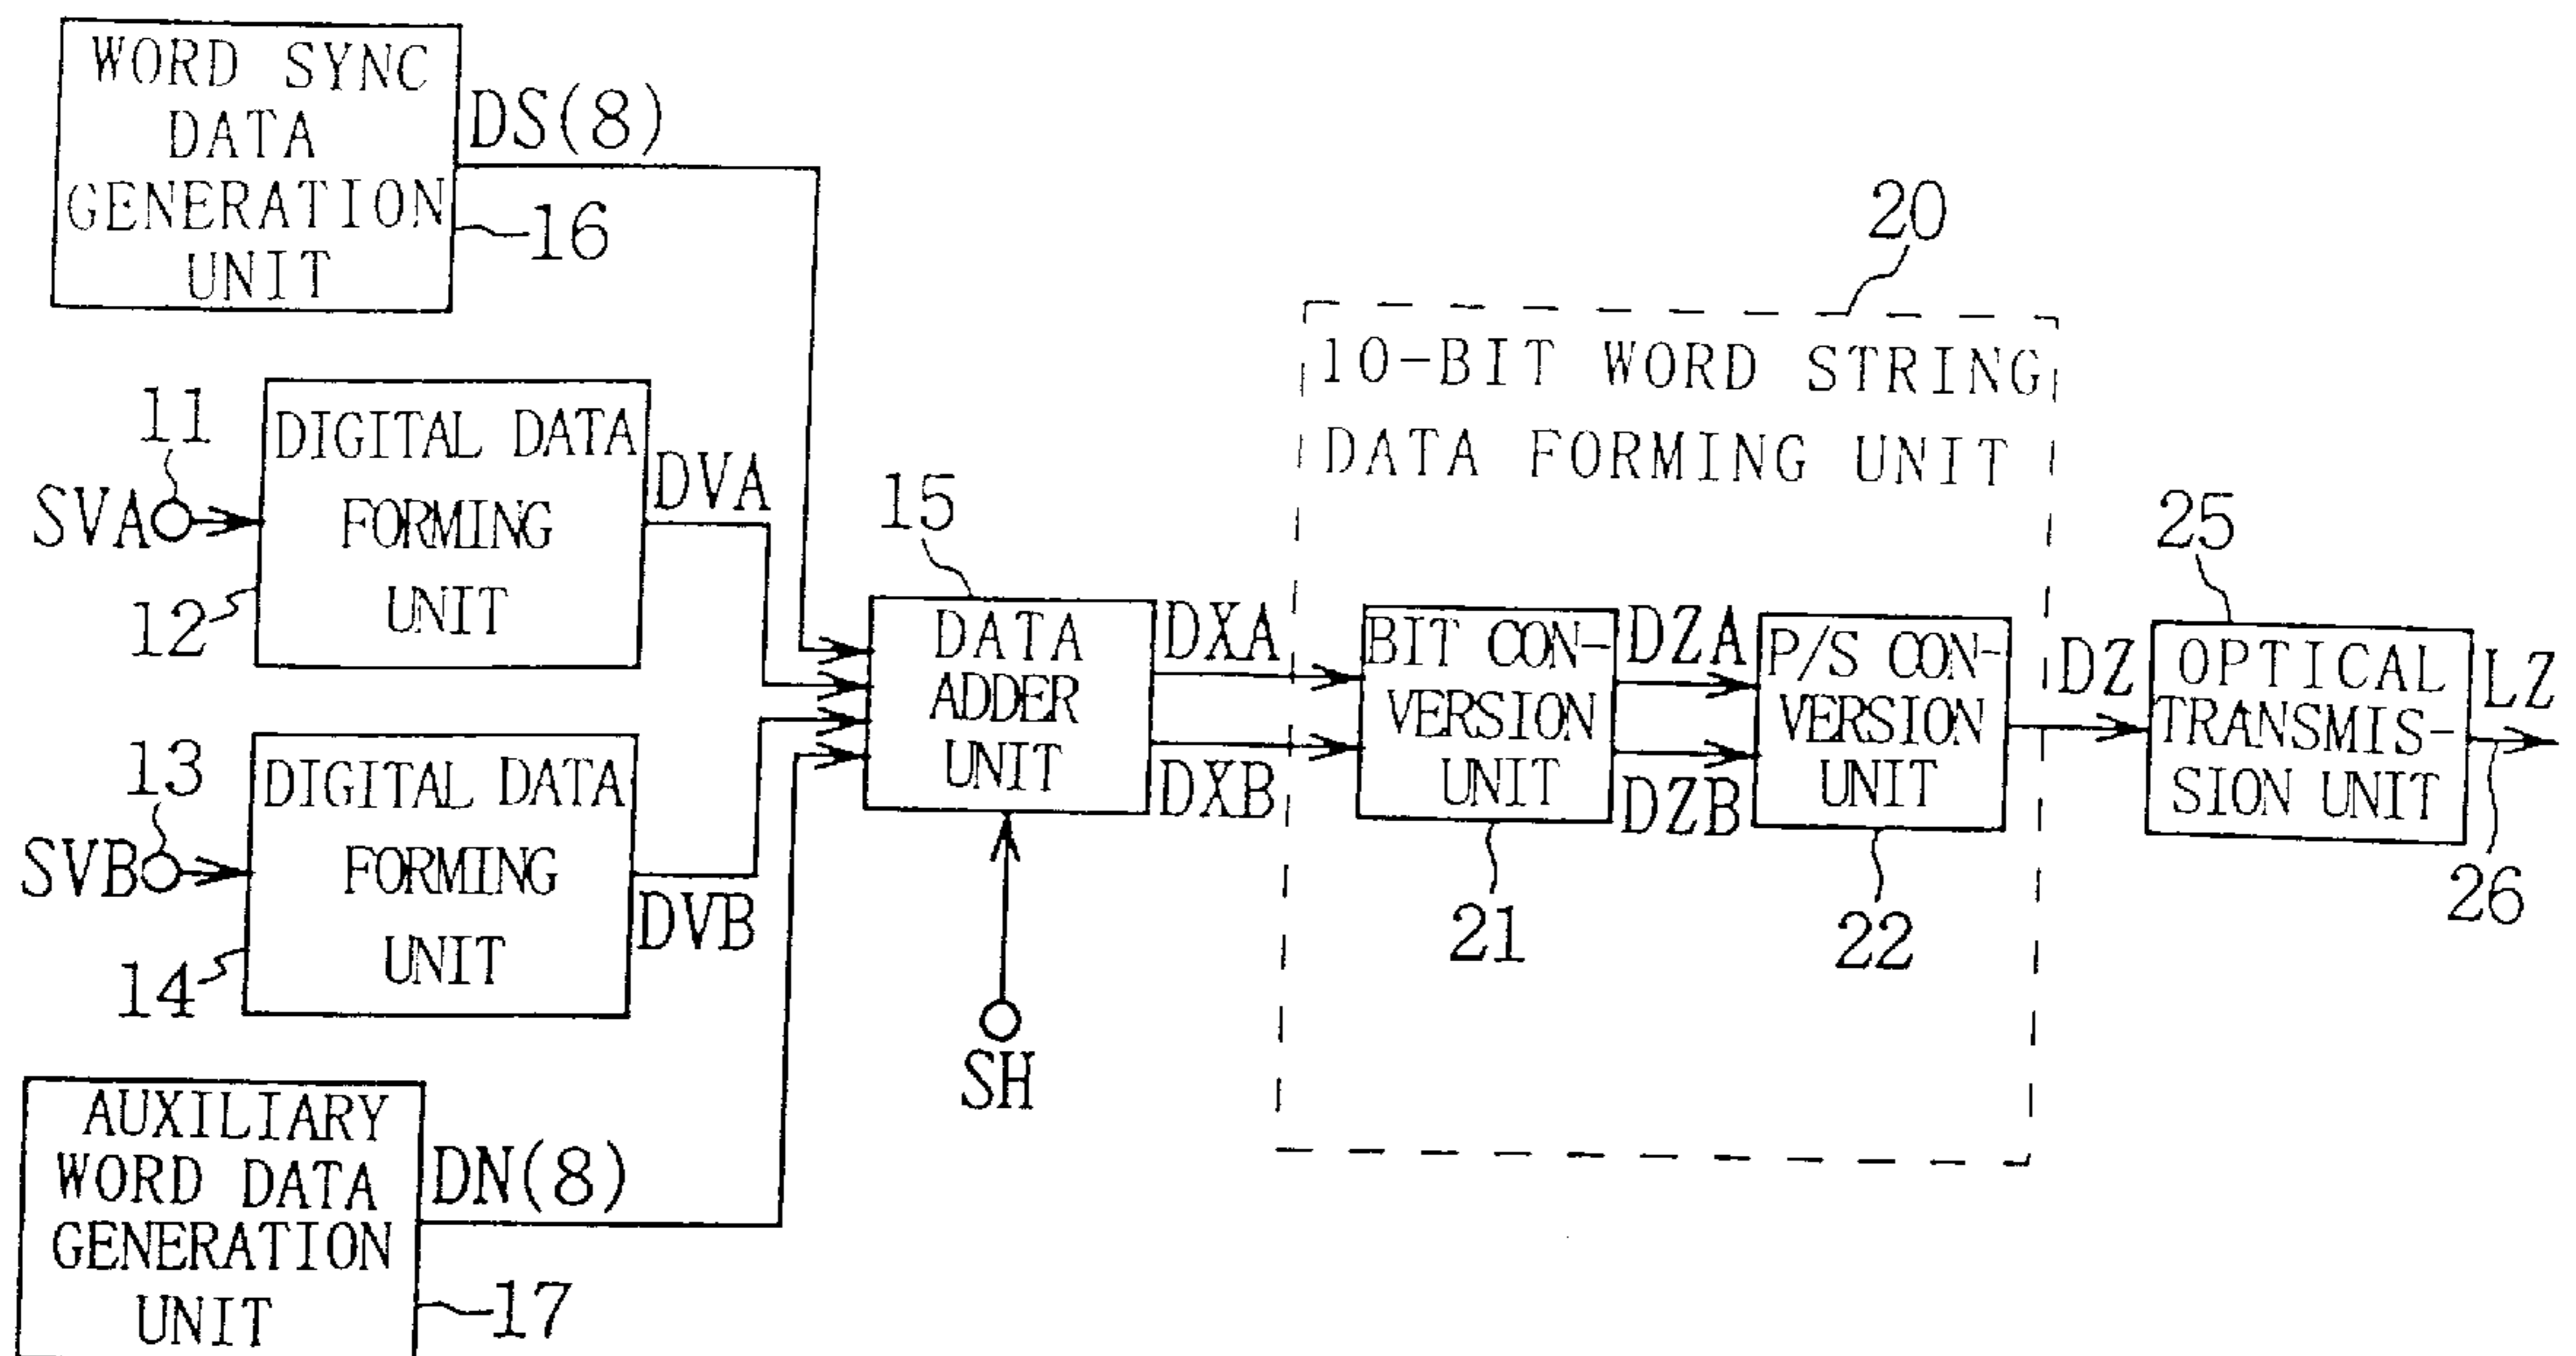 WORD SYNC
DATA
GENERATION
UNIT
DS(8)
16
11
SVA
DIGITAL DATA
FORMING
UNIT
12
DVA
13
SVB
DIGITAL DATA
FORMING
UNIT
14
DVB
AUXILIARY
WORD DATA
GENERATION
UNIT
DN(8)
17
15
DATA
ADDER
UNIT
SH
DXA
DXB
20
10-BIT WORD STRING
DATA FORMING UNIT
BIT CON-
VERSION
UNIT
21
DZA
DZB
P/S CON-
VERSION
UNIT
22
DZ
25
OPTICAL
TRANSMIS-
SION UNIT
LZ
26